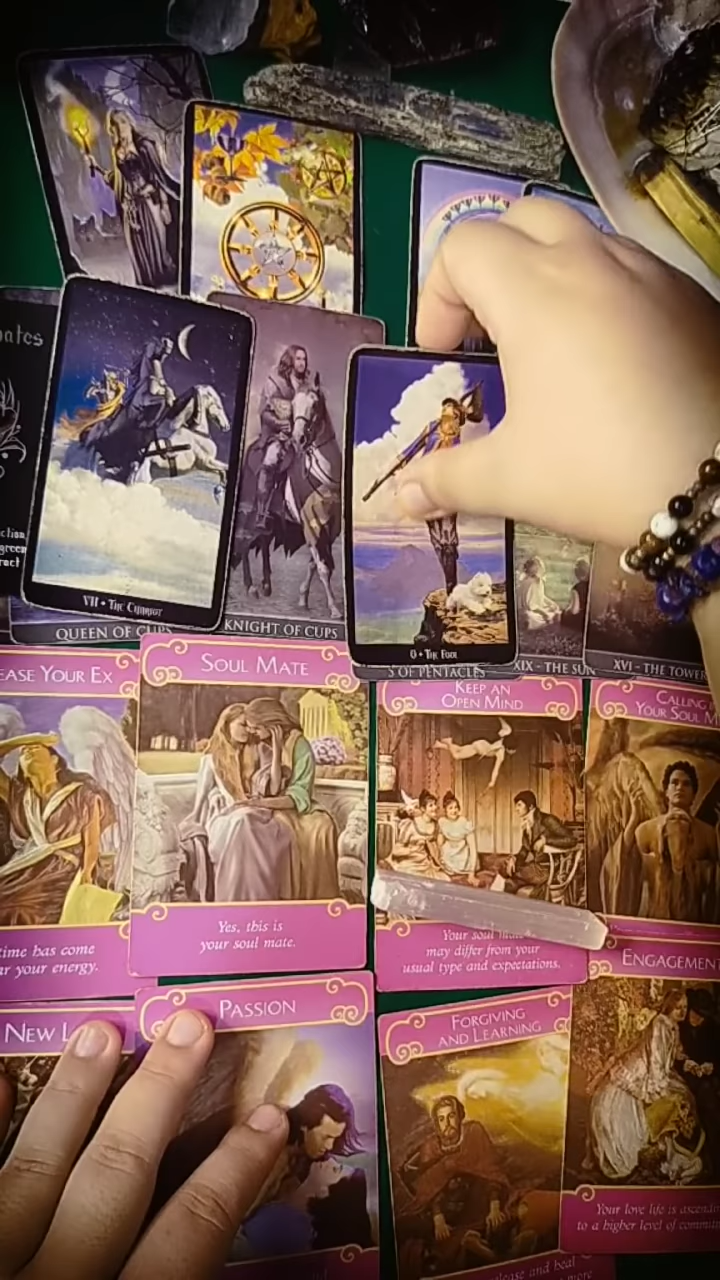 VII • THE CHARIOT
QUEEN OF CUPS
KNIGHT OF CUPS
0 • THE FOOL
5 OF PENTACLES
XIX - THE SUN
XVI - THE TOWER
EASE YOUR EX
time has come
ar your energy.
SOUL MATE
Yes, this is
your soul mate.
KEEP AN
OPEN MIND
Your soul mate
may differ from your
usual type and expectations.
CALLING
YOUR SOUL M
NEW L
PASSION
FORGIVING
AND LEARNING
ENGAGEMENT
Your love life is ascend
to a higher level of commit